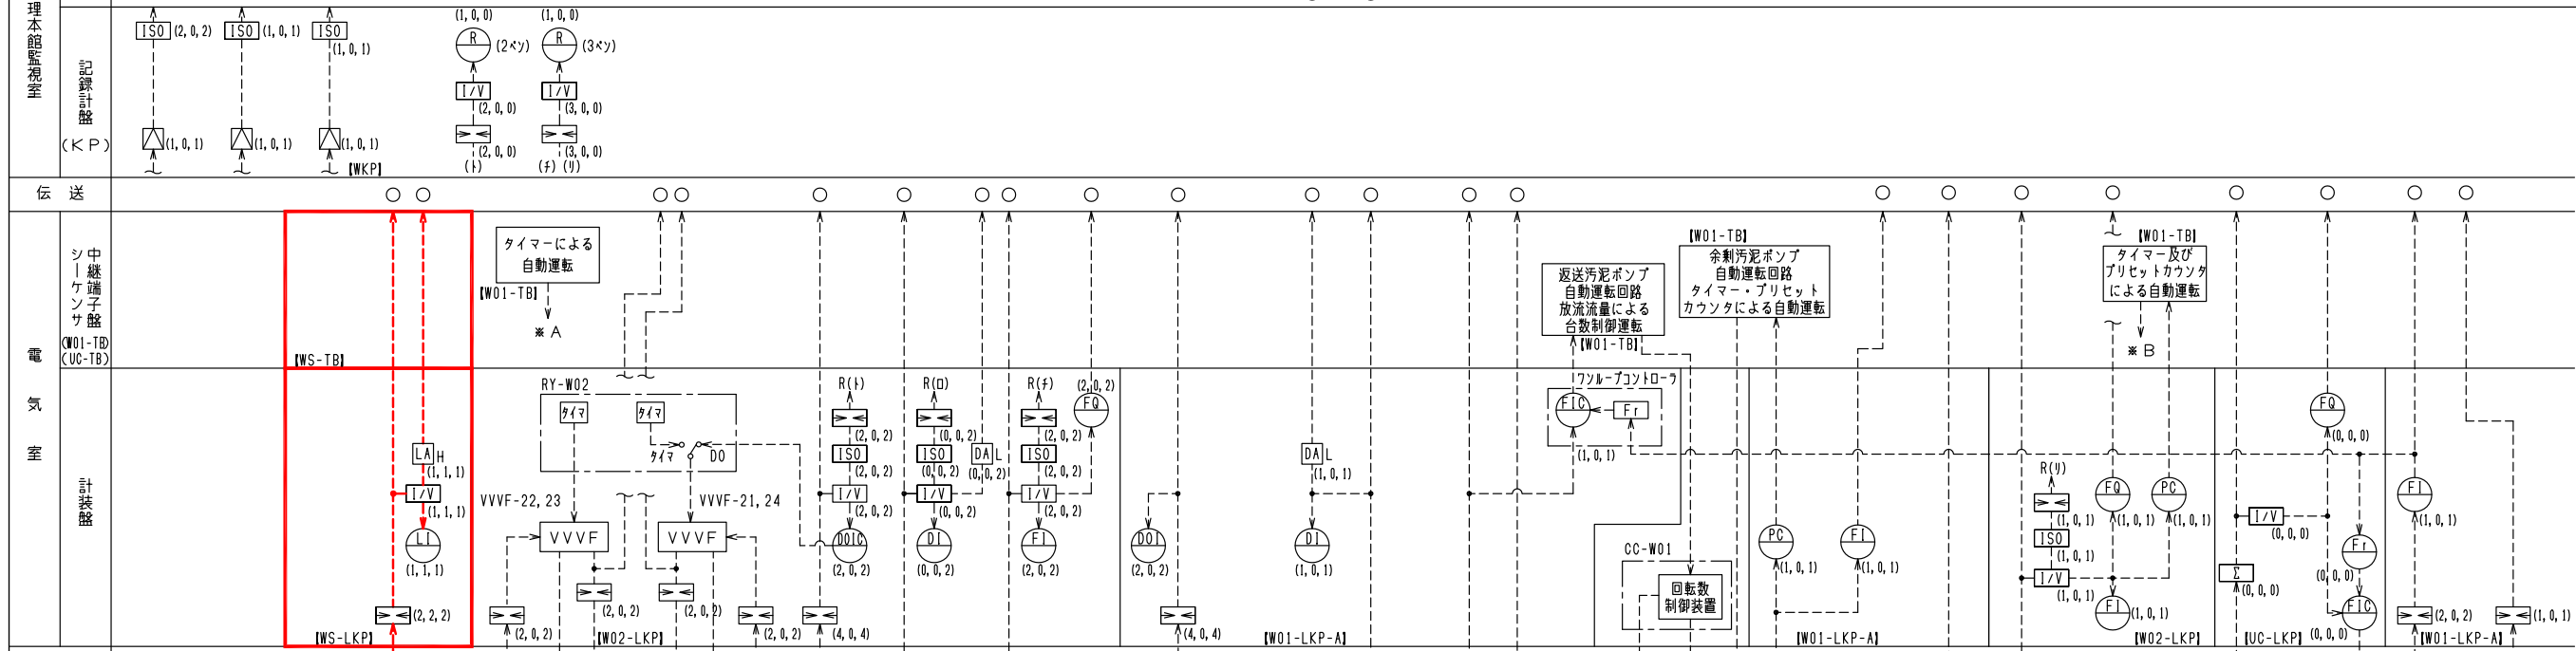 理本館監視室
記録計盤
(KP)
ISO (2,0,2)
ISO (1,0,1)
ISO
(1,0,1)
(1,0,1)
(1,0,1)
(1,0,1)
【WKP】
(1,0,0)
R (2ペン)
I/V
(2,0,0)
(2,0,0)
(ト)
(1,0,0)
R (3ペン)
I/V
(3,0,0)
(3,0,0)
(チ) (リ)
伝 送
電気室
中継端子盤
シーケンサ
(W01-TB)
(UC-TB)
【WS-TB】
タイマーによる
自動運転
【W01-TB】
※A
返送汚泥ポンプ
自動運転回路
放流流量による
台数制御運転
【W01-TB】
【W01-TB】
余剰汚泥ポンプ
自動運転回路
タイマー・プリセット
カウンタによる自動運転
【W01-TB】
タイマー及び
プリセットカウンタ
による自動運転
※B
計装盤
LA H
(1,1,1)
I/V
(1,1,1)
LI
(1,1,1)
(2,2,2)
【WS-LKP】
RY-W02
タイマ
タイマ
タイマ
DO
VVVF-22,23
VVVF
VVVF-21,24
VVVF
(2,0,2)
(2,0,2)
(2,0,2)
(2,0,2)
【W02-LKP】
R(ト)
(2,0,2)
ISO
(2,0,2)
I/V
(2,0,2)
DOIC
(2,0,2)
(4,0,4)
R(ロ)
(0,0,2)
ISO
(0,0,2)
I/V
(0,0,2)
DI
(0,0,2)
DA L
(0,0,2)
R(チ)
(2,0,2)
ISO
(2,0,2)
I/V
(2,0,2)
FI
(2,0,2)
(2,0,2)
FQ
DOI
(2,0,2)
(4,0,4)
DA L
(1,0,1)
DI
(1,0,1)
【W01-LKP-A】
ワンループコントローラ
FIC
Fr
(1,0,1)
CC-W01
回転数
制御装置
PC
(1,0,1)
FI
(1,0,1)
【W01-LKP-A】
R(リ)
(1,0,1)
ISO
(1,0,1)
I/V
(1,0,1)
FQ
(1,0,1)
PC
(1,0,1)
FI
(1,0,1)
【W02-LKP】
FQ
(0,0,0)
I/V
(0,0,0)
Σ
(0,0,0)
Fr
(0,0,0)
FIC
(0,0,0)
【UC-LKP】
FI
(1,0,1)
(2,0,2)
(1,0,1)
【W01-LKP-A】